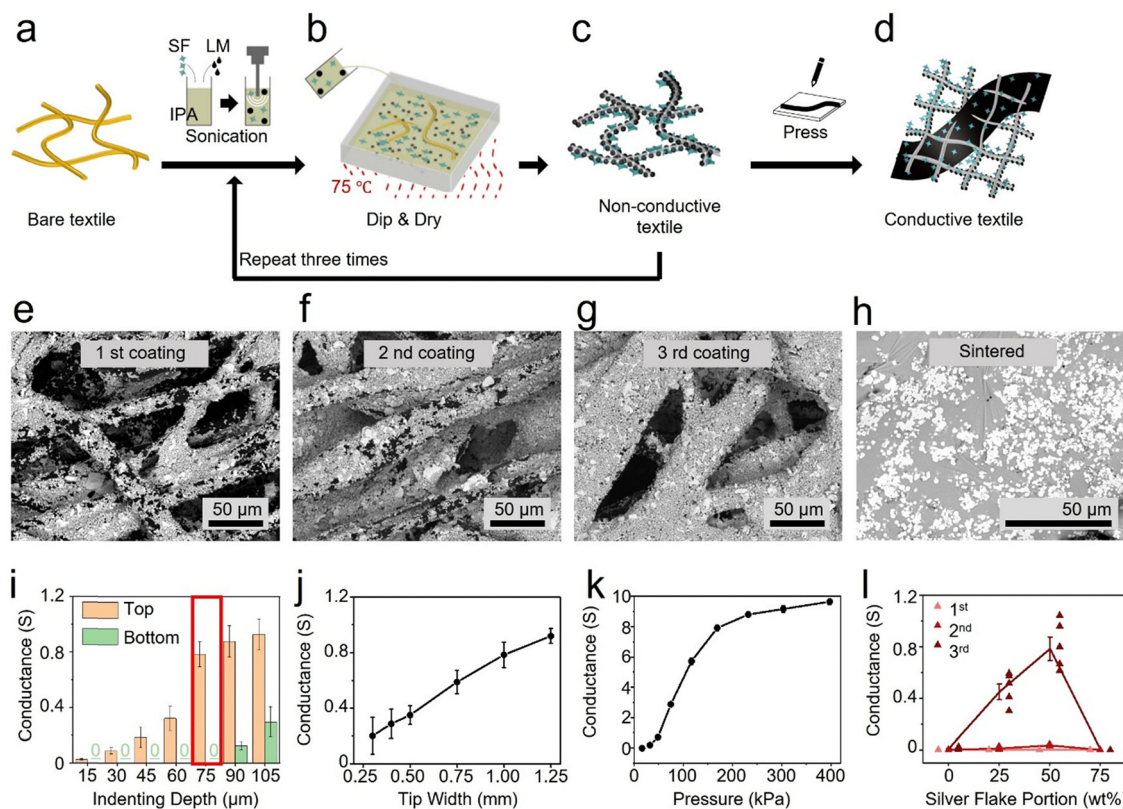 a
b
c
d
SF
LM
IPA
Sonication
75 ℃
Press
Bare textile
Dip & Dry
Non-conductive
textile
Conductive textile
Repeat three times
e
f
g
h
1 st coating
2 nd coating
3 rd coating
Sintered
50 µm
50 µm
50 µm
50 µm
i
Conductance (S)
1.2
0.8
0.4
0
Top
Bottom
0 0 0 0 0
15 30 45 60 75 90 105
Indenting Depth (µm)
j
Conductance (S)
1.2
0.8
0.4
0.0
0.25 0.50 0.75 1.00 1.25
Tip Width (mm)
k
Conductance (S)
10
8
6
4
2
0
0 100 200 300 400
Pressure (kPa)
l
Conductance (S)
1.2
0.8
0.4
0
1st
2nd
3rd
0 25 50 75
Silver Flake Portion (wt%)